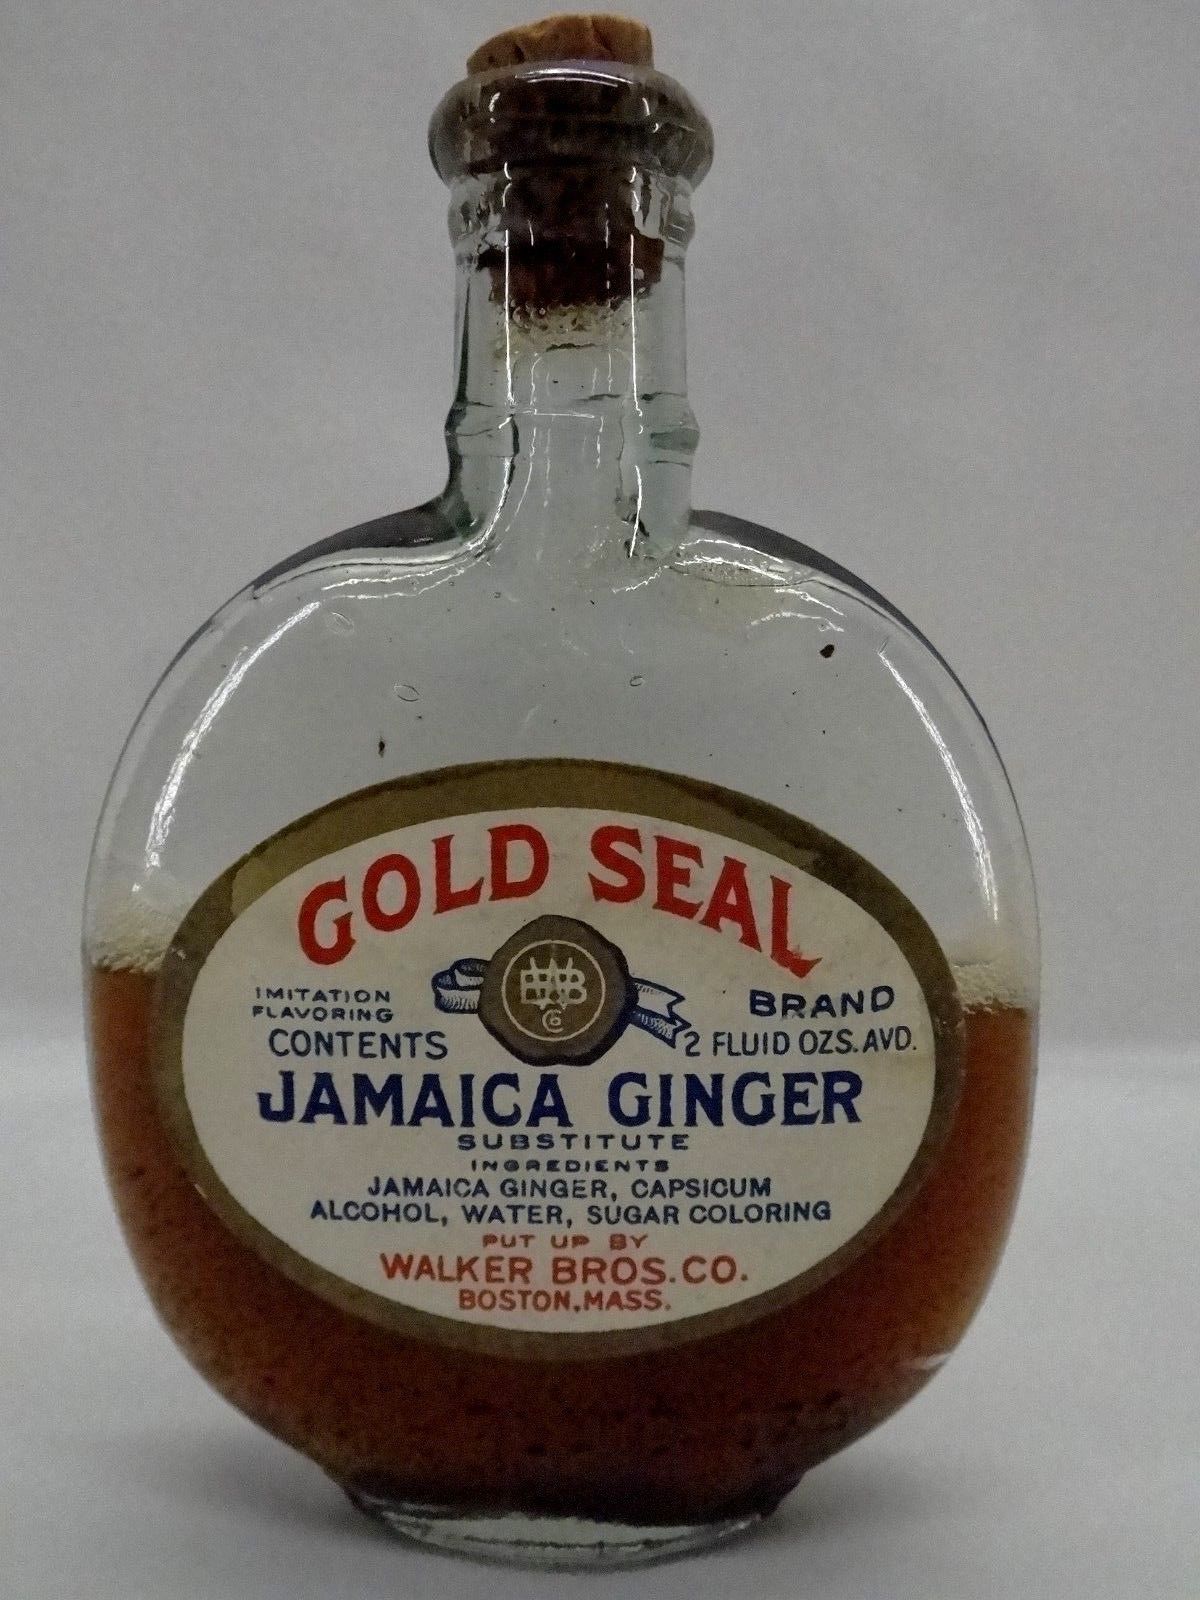 GOLD SEAL
IMITATION
FLAVORING
BRAND
CONTENTS
2 FLUID OZS. AVD.
JAMAICA GINGER
SUBSTITUTE
INGREDIENTS
JAMAICA GINGER, CAPSICUM
ALCOHOL, WATER, SUGAR COLORING
PUT UP BY
WALKER BROS. CO.
BOSTON, MASS.